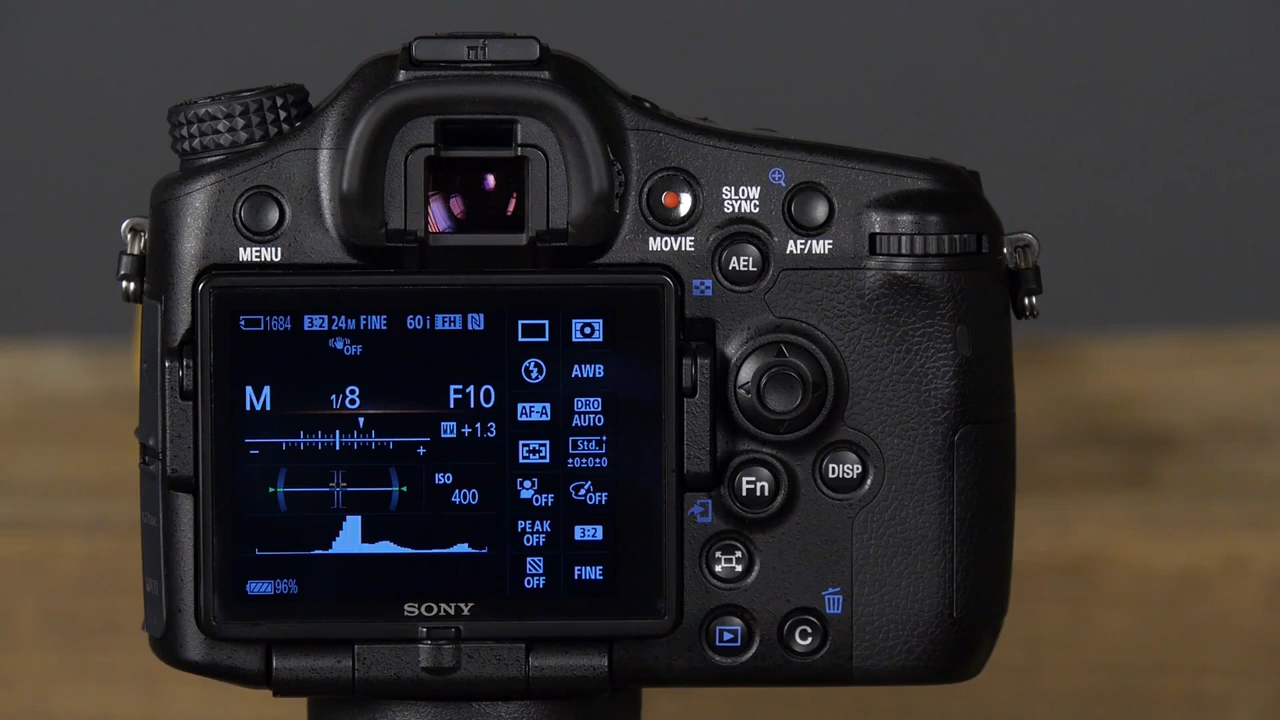 SLOW
SYNC
MENU
MOVIE
AF/MF
AEL
1684 3:2 24M FINE 60i FH N
OFF
AWB
M 1/8 F10
AF-A
DRO
AUTO
MM +1.3
- +
Std.
±0±0±0
ISO
400
OFF
OFF
PEAK
OFF
3:2
OFF
FINE
96%
SONY
DISP
Fn
C